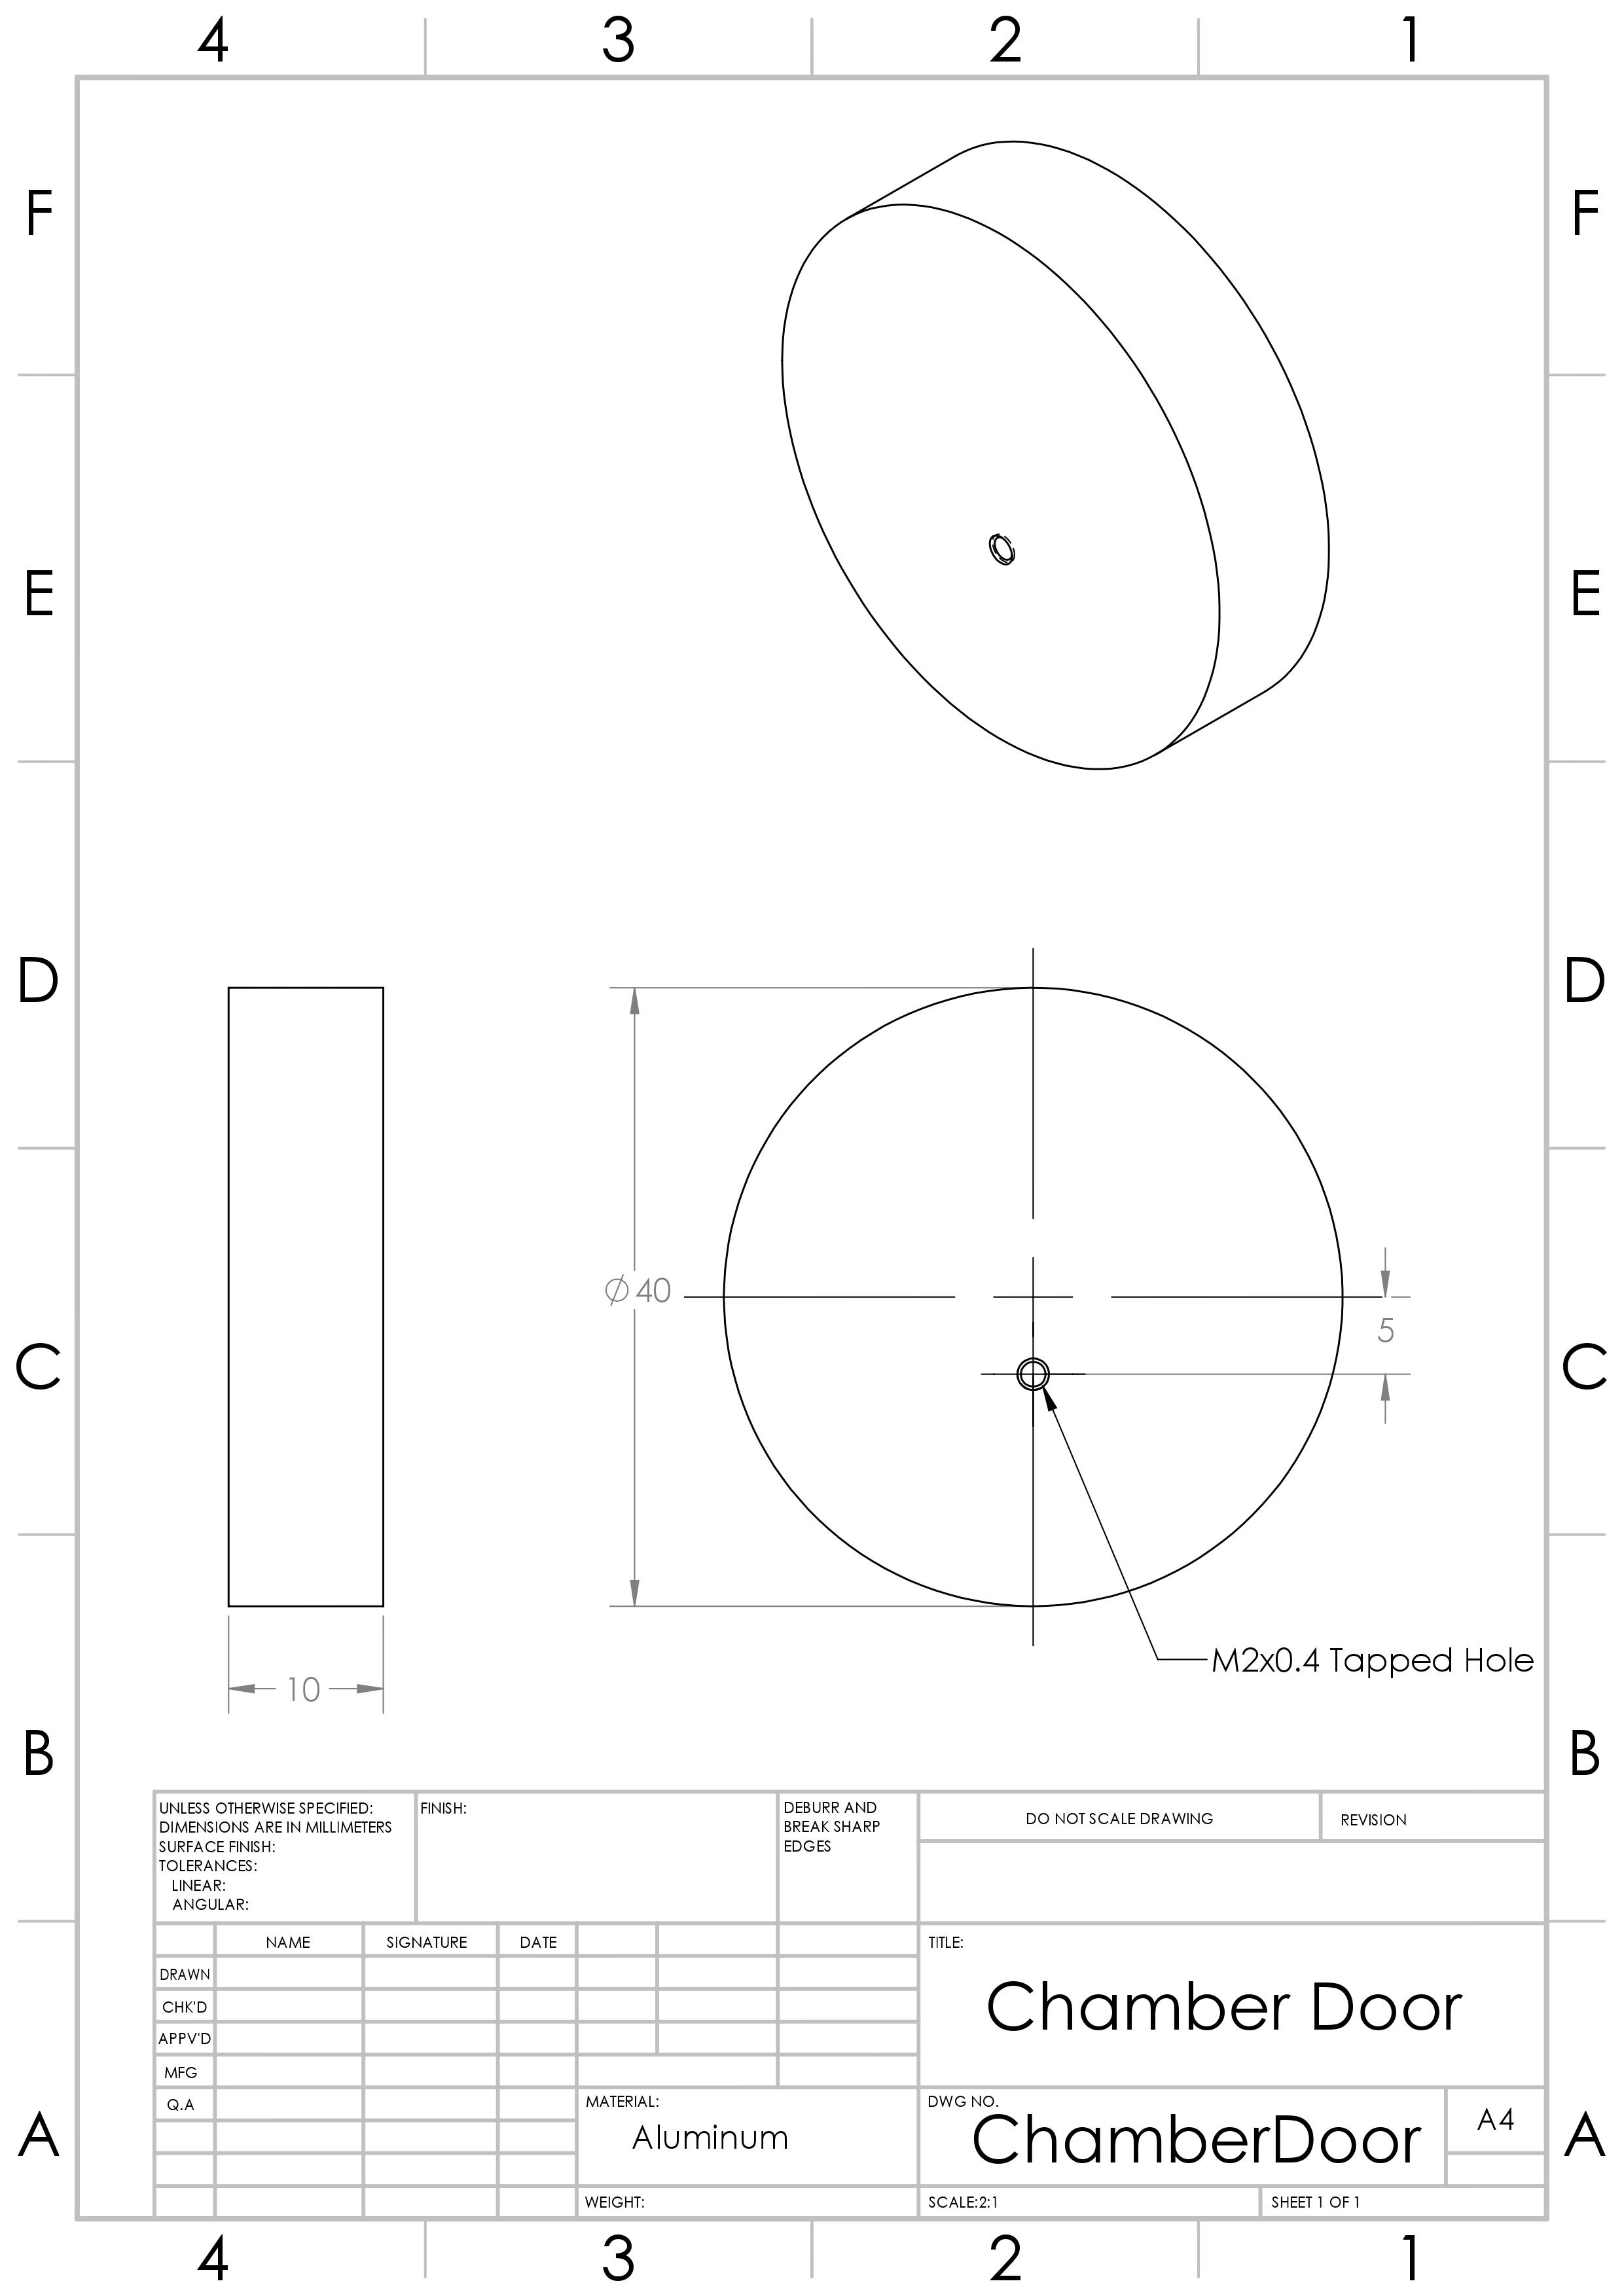 4 3 2 1
F F
E E
D D
⌀40
5
C C
M2x0.4 Tapped Hole
10
B B
UNLESS OTHERWISE SPECIFIED:
DIMENSIONS ARE IN MILLIMETERS
SURFACE FINISH:
TOLERANCES:
LINEAR:
ANGULAR:
FINISH:
DEBURR AND
BREAK SHARP
EDGES
DO NOT SCALE DRAWING
REVISION
NAME SIGNATURE DATE
DRAWN
CHK'D
APPV'D
MFG
Q.A
TITLE:
Chamber Door
MATERIAL:
Aluminum
DWG NO.
ChamberDoor
A4
A A
WEIGHT:
SCALE:2:1
SHEET 1 OF 1
4 3 2 1